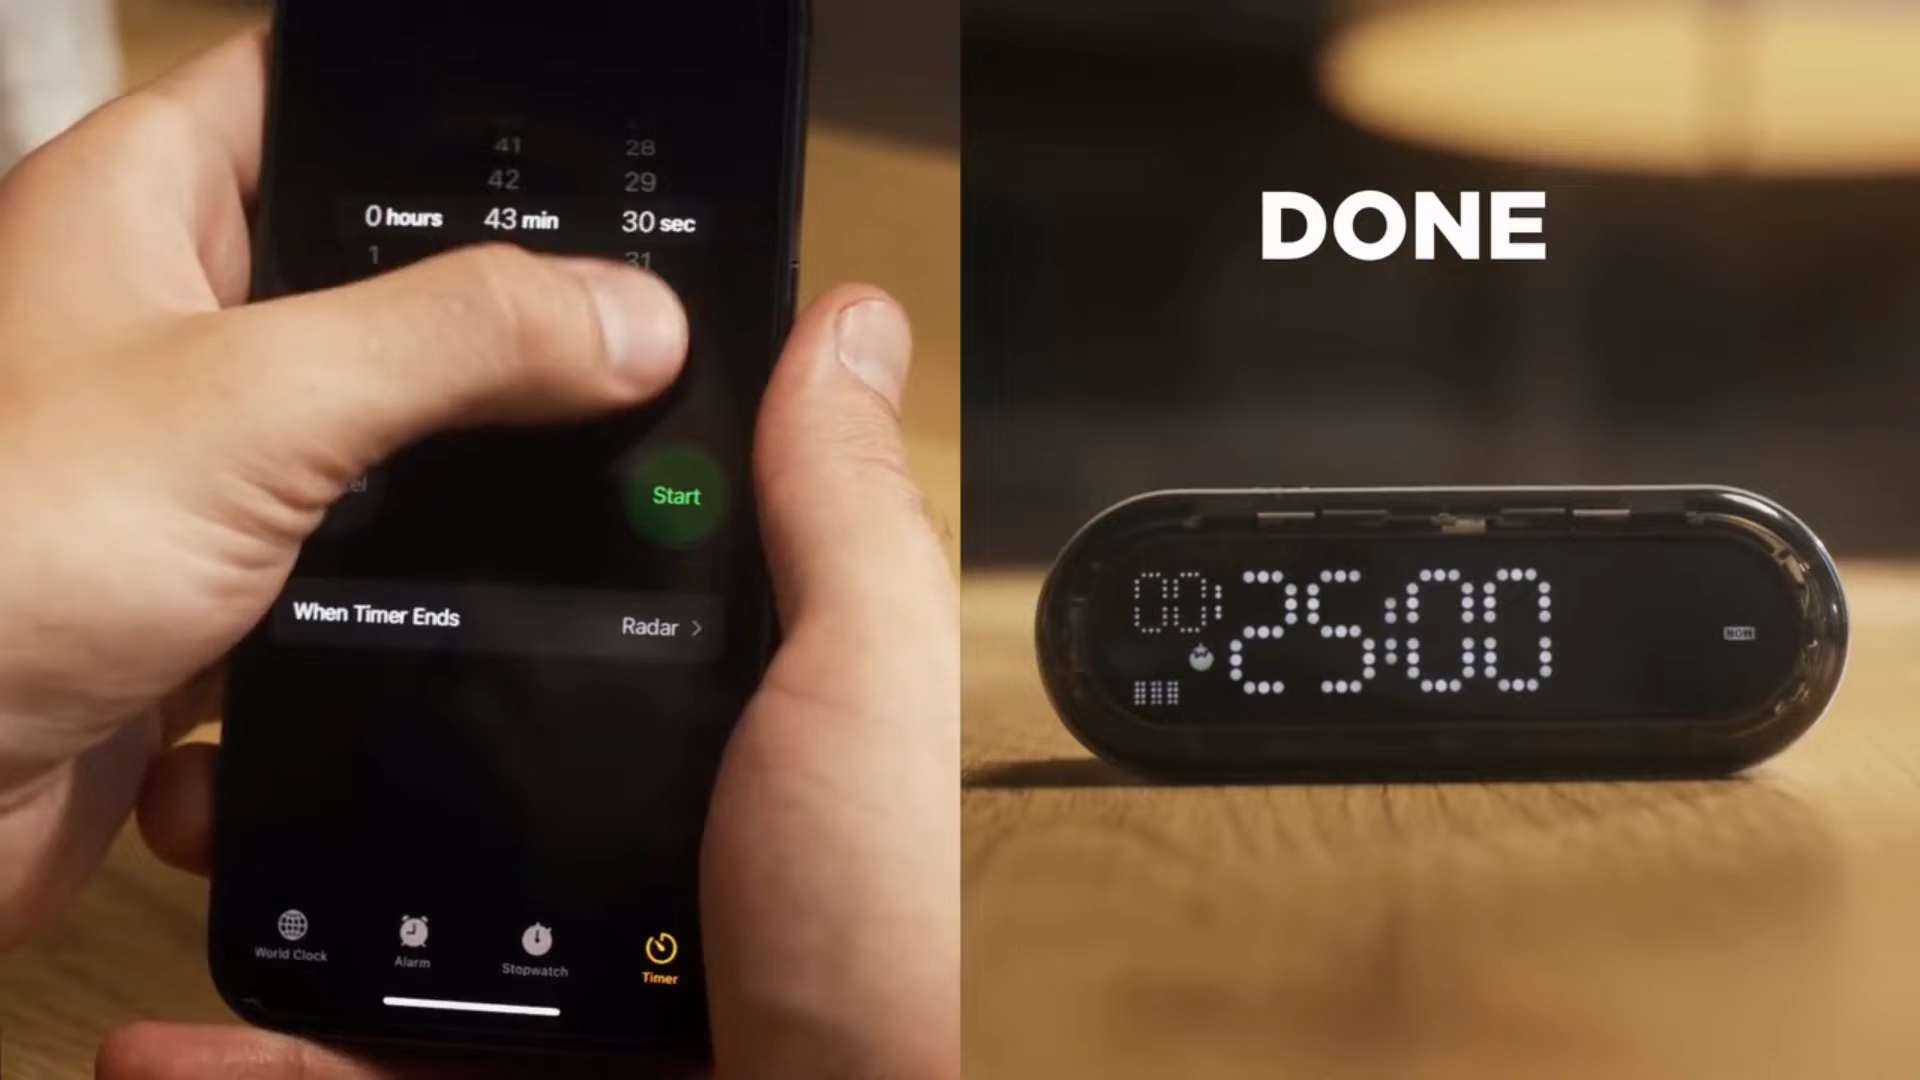 41 28
42 29
0 hours 43 min 30 sec
1 31
Start
When Timer Ends Radar
World Clock Alarm Stopwatch Timer
DONE
00:25:00
NOW